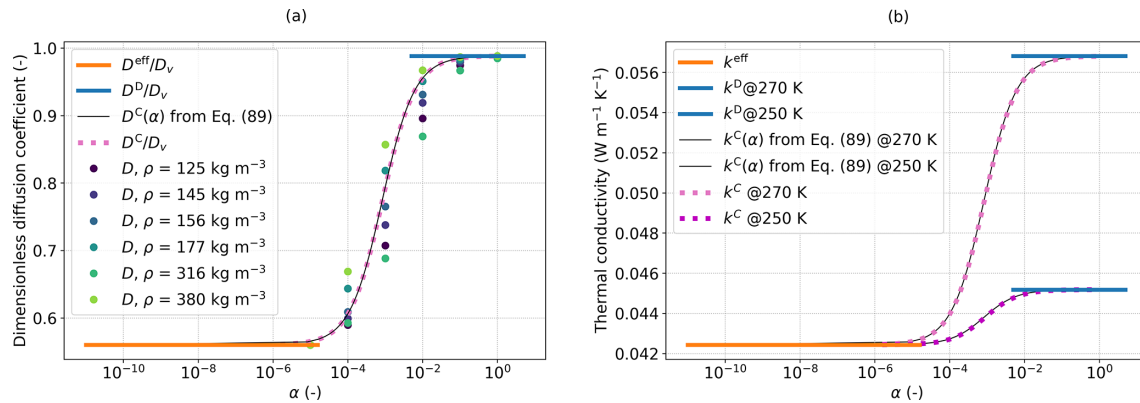 (a)
Dimensionless diffusion coefficient (-)
1.0
0.9
0.8
0.7
0.6
D^eff/D_v
D^D/D_v
D^C(α) from Eq. (89)
D^C/D_v
D, ρ = 125 kg m⁻³
D, ρ = 145 kg m⁻³
D, ρ = 156 kg m⁻³
D, ρ = 177 kg m⁻³
D, ρ = 316 kg m⁻³
D, ρ = 380 kg m⁻³
10⁻¹⁰ 10⁻⁸ 10⁻⁶ 10⁻⁴ 10⁻² 10⁰
α (-)
(b)
Thermal conductivity (W m⁻¹ K⁻¹)
0.056
0.054
0.052
0.050
0.048
0.046
0.044
0.042
k^eff
k^D@270 K
k^D@250 K
k^C(α) from Eq. (89) @270 K
k^C(α) from Eq. (89) @250 K
k^C @270 K
k^C @250 K
10⁻¹⁰ 10⁻⁸ 10⁻⁶ 10⁻⁴ 10⁻² 10⁰
α (-)